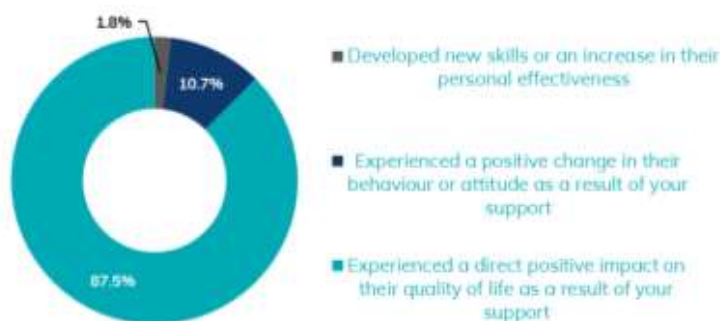 1.8%
10.7%
87.5%
Developed new skills or an increase in their
personal effectiveness
Experienced a positive change in their
behaviour or attitude as a result of your
support
Experienced a direct positive impact on
their quality of life as a result of your
support